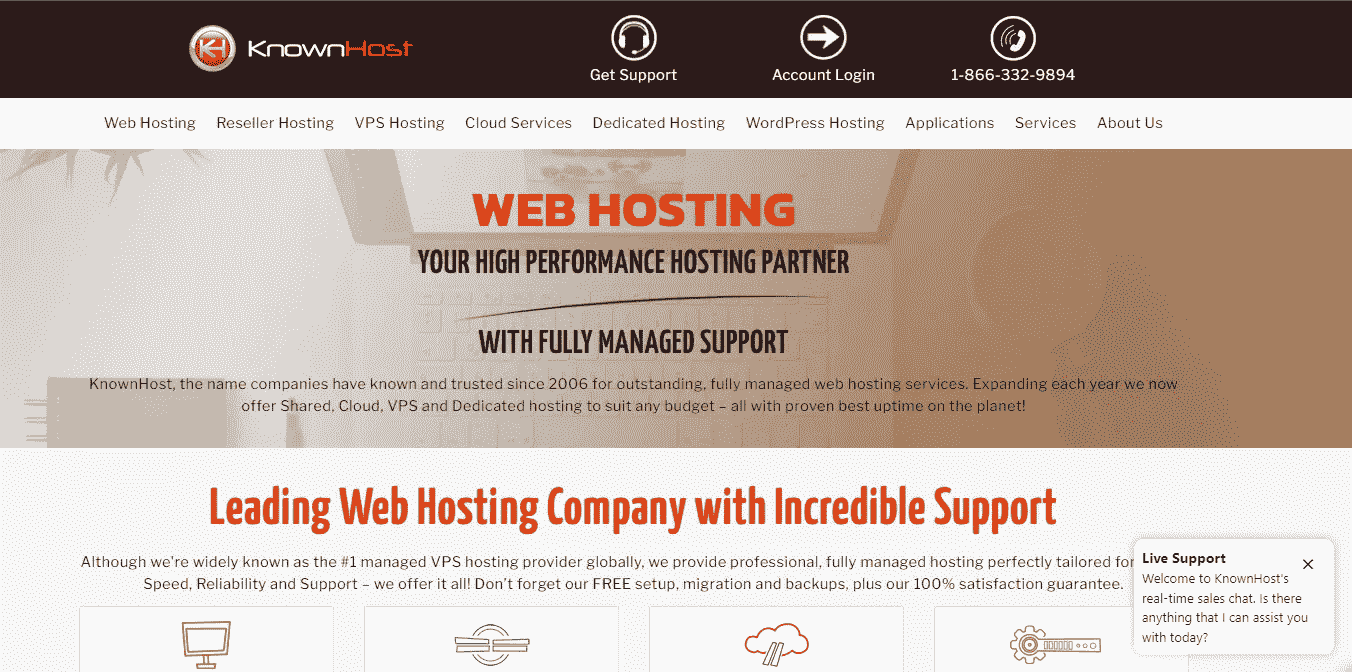 KnownHost
Get Support
Account Login
1-866-332-9894
Web Hosting Reseller Hosting VPS Hosting Cloud Services Dedicated Hosting WordPress Hosting Applications Services About Us
WEB HOSTING
YOUR HIGH PERFORMANCE HOSTING PARTNER
WITH FULLY MANAGED SUPPORT
KnownHost, the name companies have known and trusted since 2006 for outstanding, fully managed web hosting services. Expanding each year we now
offer Shared, Cloud, VPS and Dedicated hosting to suit any budget – all with proven best uptime on the planet!
Leading Web Hosting Company with Incredible Support
Although we're widely known as the #1 managed VPS hosting provider globally, we provide professional, fully managed hosting perfectly tailored for
Speed, Reliability and Support – we offer it all! Don't forget our FREE setup, migration and backups, plus our 100% satisfaction guarantee.
Live Support
Welcome to KnownHost's
real-time sales chat. Is there
anything that I can assist you
with today?